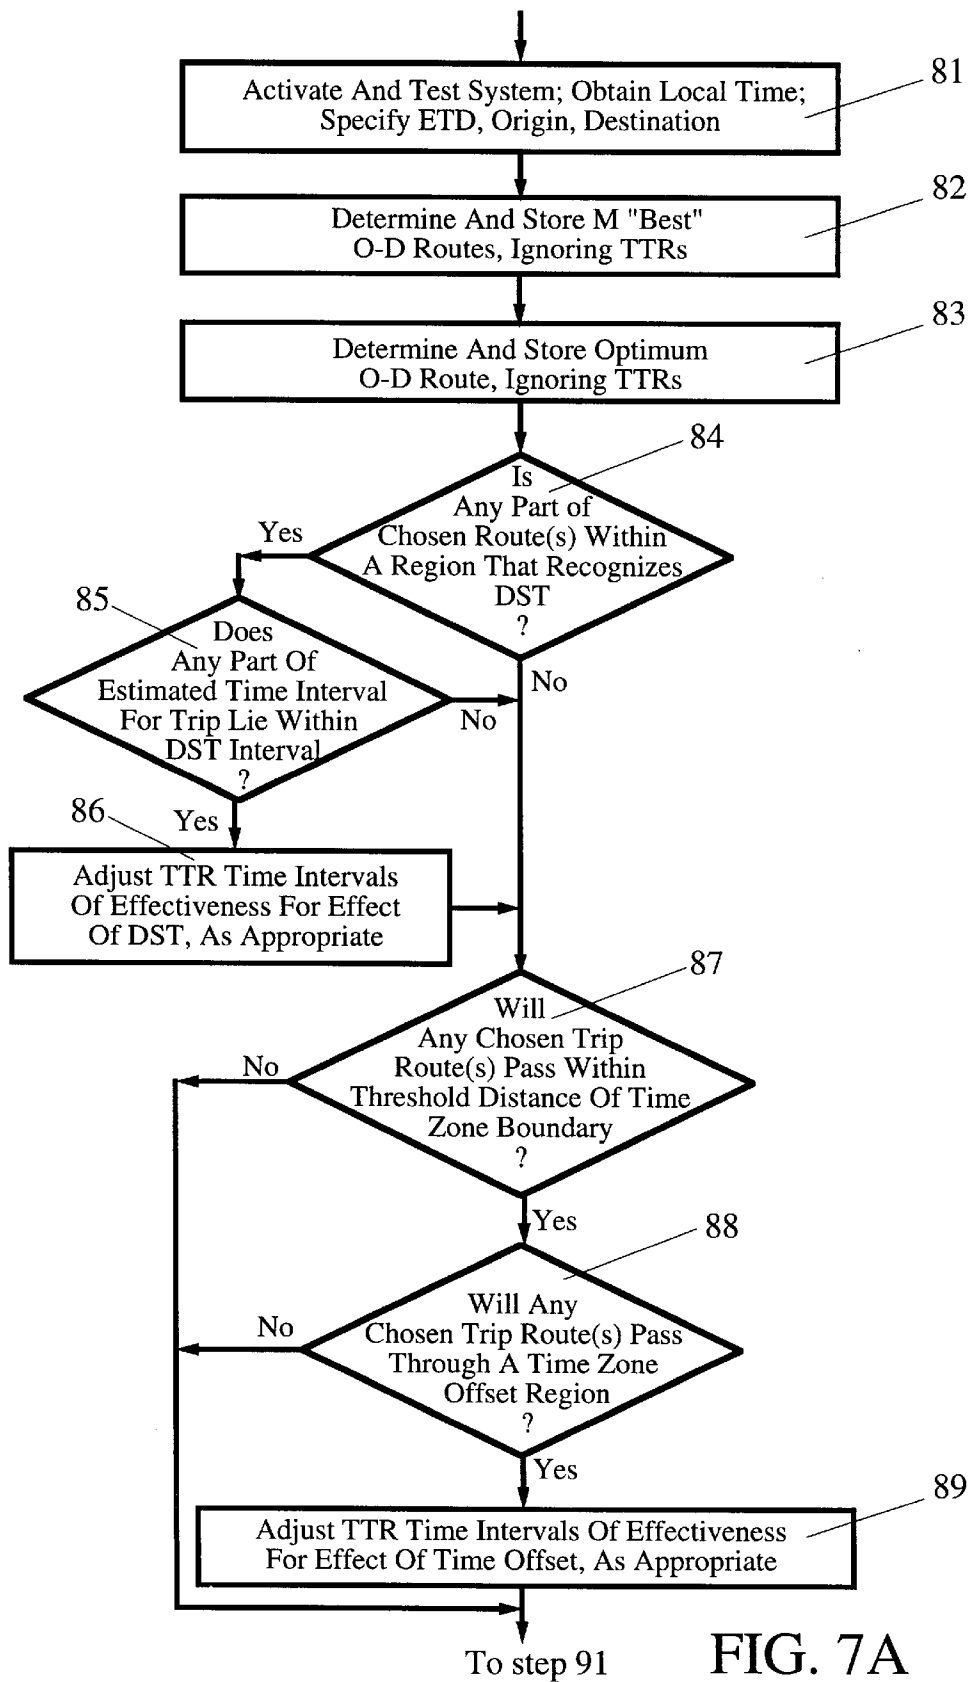 81
Activate And Test System; Obtain Local Time;
Specify ETD, Origin, Destination
82
Determine And Store M "Best"
O-D Routes, Ignoring TTRs
83
Determine And Store Optimum
O-D Route, Ignoring TTRs
84
Is
Any Part of
Chosen Route(s) Within
A Region That Recognizes
DST
?
Yes
No
85
Does
Any Part Of
Estimated Time Interval
For Trip Lie Within
DST Interval
?
No
Yes
86
Adjust TTR Time Intervals
Of Effectiveness For Effect
Of DST, As Appropriate
87
Will
Any Chosen Trip
Route(s) Pass Within
Threshold Distance Of Time
Zone Boundary
?
No
Yes
88
Will Any
Chosen Trip Route(s) Pass
Through A Time Zone
Offset Region
?
No
Yes
89
Adjust TTR Time Intervals Of Effectiveness
For Effect Of Time Offset, As Appropriate
To step 91
FIG. 7A